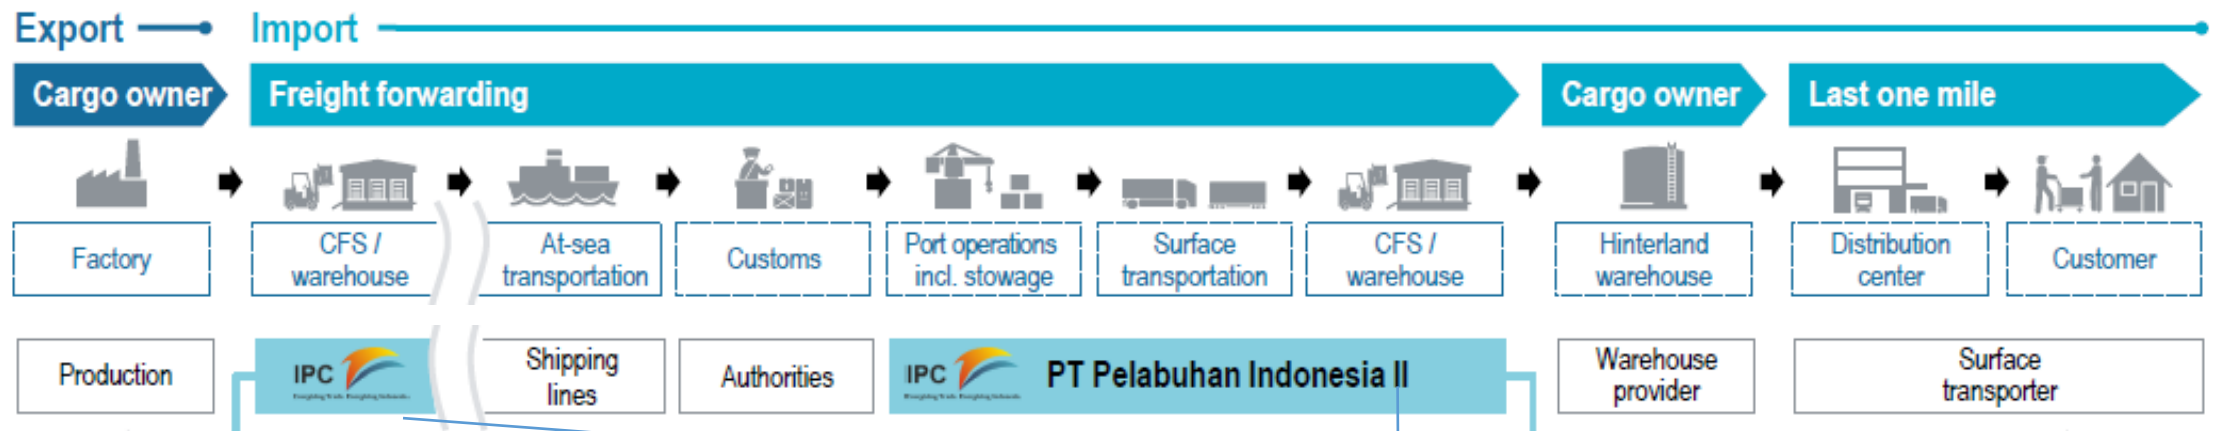 Export
Import
Cargo owner
Freight forwarding
Cargo owner
Last one mile
Factory
CFS /
warehouse
At-sea
transportation
Customs
Port operations
incl. stowage
Surface
transportation
CFS /
warehouse
Hinterland
warehouse
Distribution
center
Customer
Production
IPC
Shipping
lines
Authorities
IPC
PT Pelabuhan Indonesia II
Warehouse
provider
Surface
transporter